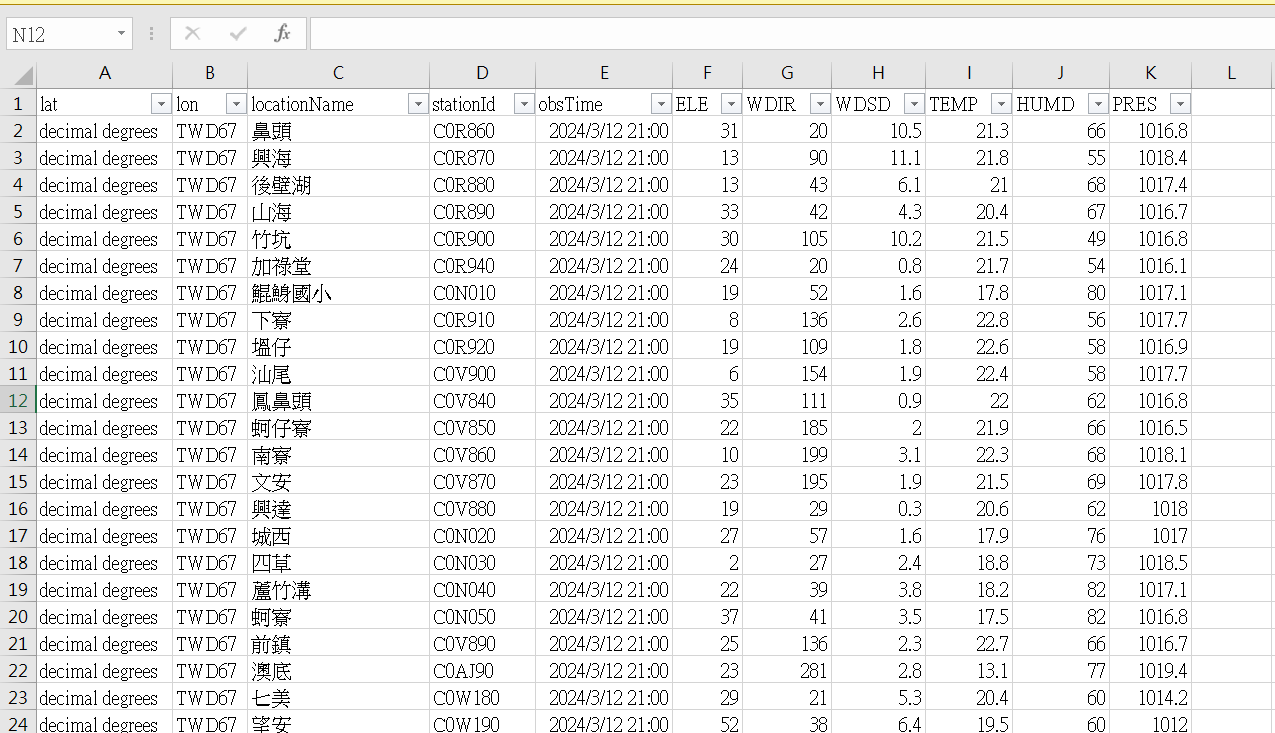 N12 fx
A B C D E F G H I J K L
1 lat lon locationName stationId obsTime ELE WDIR WDSD TEMP HUMD PRES
2 decimal degrees TWD67 鼻頭 C0R860 2024/3/12 21:00 31 20 10.5 21.3 66 1016.8
3 decimal degrees TWD67 興海 C0R870 2024/3/12 21:00 13 90 11.1 21.8 55 1018.4
4 decimal degrees TWD67 後壁湖 C0R880 2024/3/12 21:00 13 43 6.1 21 68 1017.4
5 decimal degrees TWD67 山海 C0R890 2024/3/12 21:00 33 42 4.3 20.4 67 1016.7
6 decimal degrees TWD67 竹坑 C0R900 2024/3/12 21:00 30 105 10.2 21.5 49 1016.8
7 decimal degrees TWD67 加祿堂 C0R940 2024/3/12 21:00 24 20 0.8 21.7 54 1016.1
8 decimal degrees TWD67 鯤鯓國小 C0N010 2024/3/12 21:00 19 52 1.6 17.8 80 1017.1
9 decimal degrees TWD67 下寮 C0R910 2024/3/12 21:00 8 136 2.6 22.8 56 1017.7
10 decimal degrees TWD67 塭仔 C0R920 2024/3/12 21:00 19 109 1.8 22.6 58 1016.9
11 decimal degrees TWD67 汕尾 C0V900 2024/3/12 21:00 6 154 1.9 22.4 58 1017.7
12 decimal degrees TWD67 鳳鼻頭 C0V840 2024/3/12 21:00 35 111 0.9 22 62 1016.8
13 decimal degrees TWD67 蚵仔寮 C0V850 2024/3/12 21:00 22 185 2 21.9 66 1016.5
14 decimal degrees TWD67 南寮 C0V860 2024/3/12 21:00 10 199 3.1 22.3 68 1018.1
15 decimal degrees TWD67 文安 C0V870 2024/3/12 21:00 23 195 1.9 21.5 69 1017.8
16 decimal degrees TWD67 興達 C0V880 2024/3/12 21:00 19 29 0.3 20.6 62 1018
17 decimal degrees TWD67 城西 C0N020 2024/3/12 21:00 27 57 1.6 17.9 76 1017
18 decimal degrees TWD67 四草 C0N030 2024/3/12 21:00 2 27 2.4 18.8 73 1018.5
19 decimal degrees TWD67 蘆竹溝 C0N040 2024/3/12 21:00 22 39 3.8 18.2 82 1017.1
20 decimal degrees TWD67 蚵寮 C0N050 2024/3/12 21:00 37 41 3.5 17.5 82 1016.8
21 decimal degrees TWD67 前鎮 C0V890 2024/3/12 21:00 25 136 2.3 22.7 66 1016.7
22 decimal degrees TWD67 澳底 C0AJ90 2024/3/12 21:00 23 281 2.8 13.1 77 1019.4
23 decimal degrees TWD67 七美 C0W180 2024/3/12 21:00 29 21 5.3 20.4 60 1014.2
24 decimal degrees TWD67 望安 C0W190 2024/3/12 21:00 52 38 6.4 19.5 60 1012